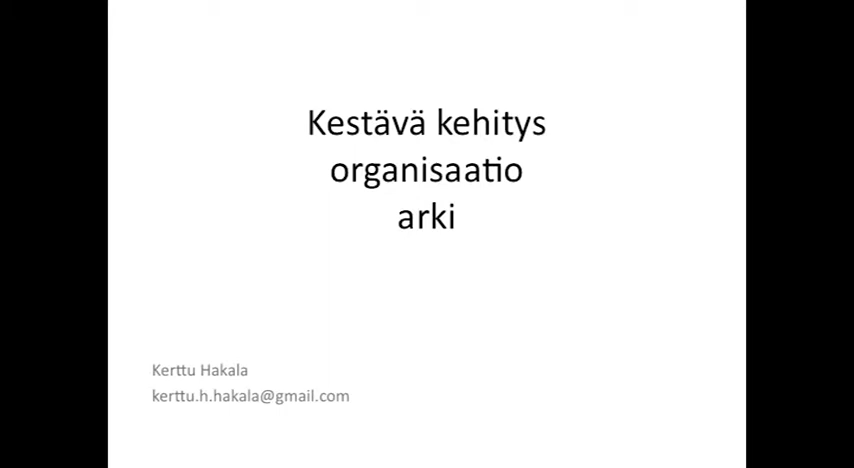 Kestävä kehitys
organisaatio
arki
Kerttu Hakala
kerttu.h.hakala@gmail.com